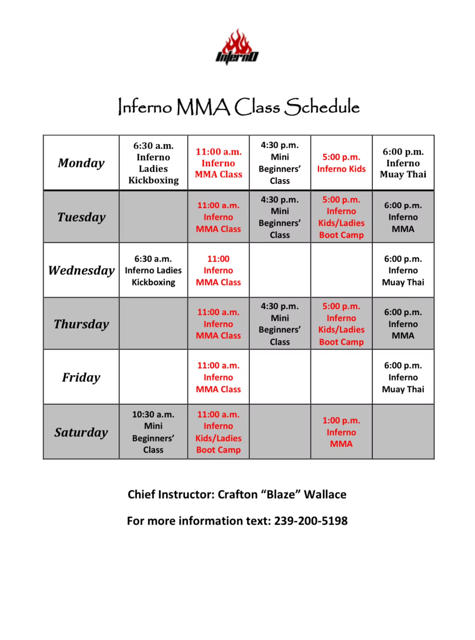 Inferno
Inferno MMA Class Schedule
Monday
6:30 a.m.
Inferno
Ladies
Kickboxing
11:00 a.m.
Inferno
MMA Class
4:30 p.m.
Mini
Beginners’
Class
5:00 p.m.
Inferno Kids
6:00 p.m.
Inferno
Muay Thai
Tuesday
11:00 a.m.
Inferno
MMA Class
4:30 p.m.
Mini
Beginners’
Class
5:00 p.m.
Inferno
Kids/Ladies
Boot Camp
6:00 p.m.
Inferno
MMA
Wednesday
6:30 a.m.
Inferno Ladies
Kickboxing
11:00
Inferno
MMA Class
6:00 p.m.
Inferno
Muay Thai
Thursday
11:00 a.m.
Inferno
MMA Class
4:30 p.m.
Mini
Beginners’
Class
5:00 p.m.
Inferno
Kids/Ladies
Boot Camp
6:00 p.m.
Inferno
MMA
Friday
11:00 a.m.
Inferno
MMA Class
6:00 p.m.
Inferno
Muay Thai
Saturday
10:30 a.m.
Mini
Beginners’
Class
11:00 a.m.
Inferno
Kids/Ladies
Boot Camp
1:00 p.m.
Inferno
MMA
Chief Instructor: Crafton “Blaze” Wallace
For more information text: 239-200-5198